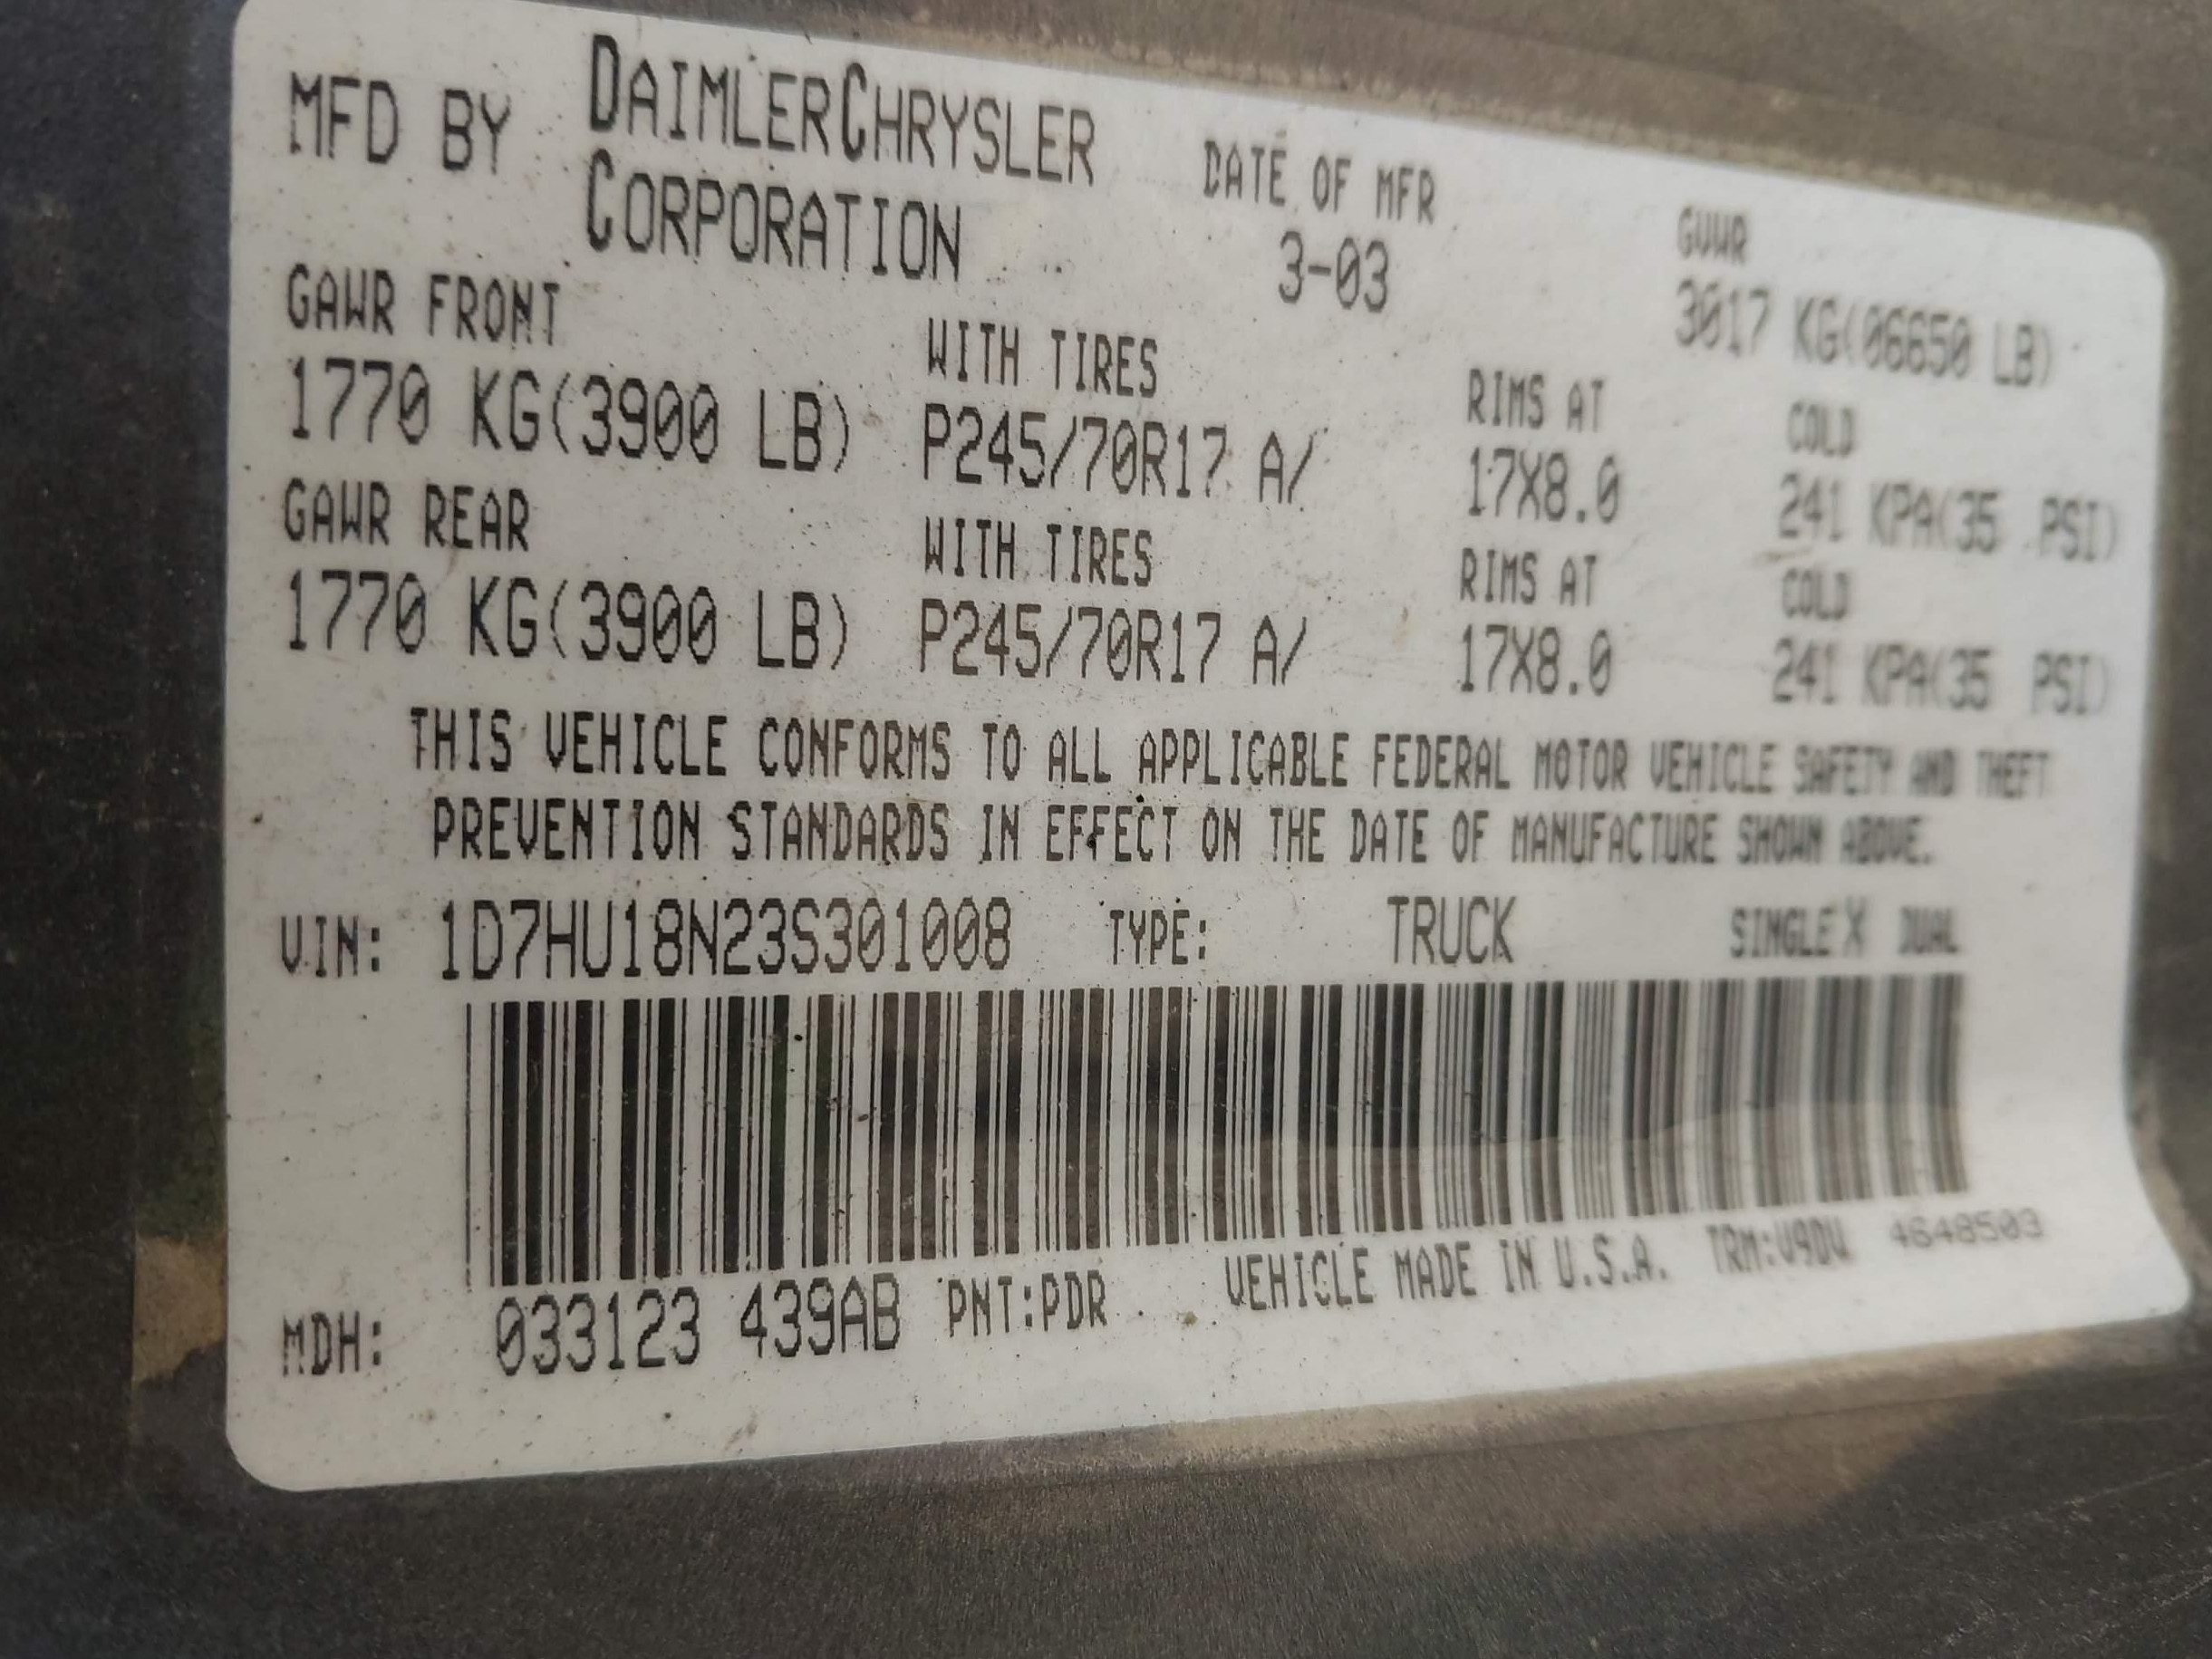 MFD BY DAIMLERCHRYSLER CORPORATION
DATE OF MFR 3-03
GVWR 3017 KG(06650 LB)
GAWR FRONT WITH TIRES RIMS AT COLD
1770 KG(3900 LB) P245/70R17 A/ 17X8.0 241 KPA(35 PSI)
GAWR REAR WITH TIRES RIMS AT COLD
1770 KG(3900 LB) P245/70R17 A/ 17X8.0 241 KPA(35 PSI)
THIS VEHICLE CONFORMS TO ALL APPLICABLE FEDERAL MOTOR VEHICLE SAFETY AND THEFT
PREVENTION STANDARDS IN EFFECT ON THE DATE OF MANUFACTURE SHOWN ABOVE.
VIN: 1D7HU18N23S301008 TYPE: TRUCK SINGLE X DUAL
MDH: 033123 439AB PNT:PDR VEHICLE MADE IN U.S.A. TRM:V9DV 4648503